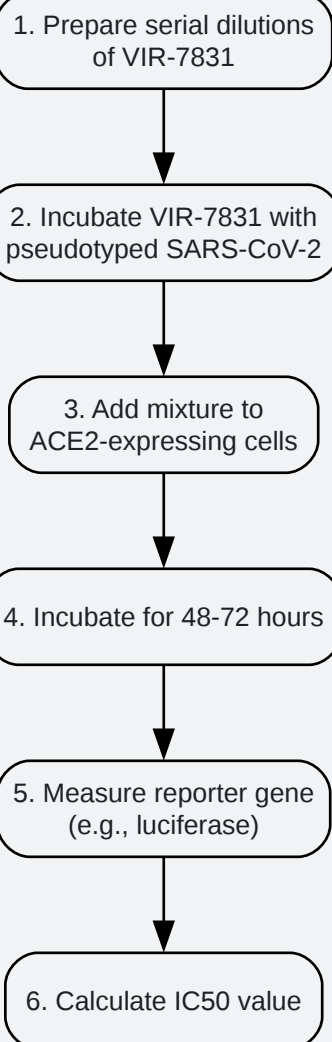 1. Prepare serial dilutions
of VIR-7831
2. Incubate VIR-7831 with
pseudotyped SARS-CoV-2
3. Add mixture to
ACE2-expressing cells
4. Incubate for 48-72 hours
5. Measure reporter gene
(e.g., luciferase)
6. Calculate IC50 value